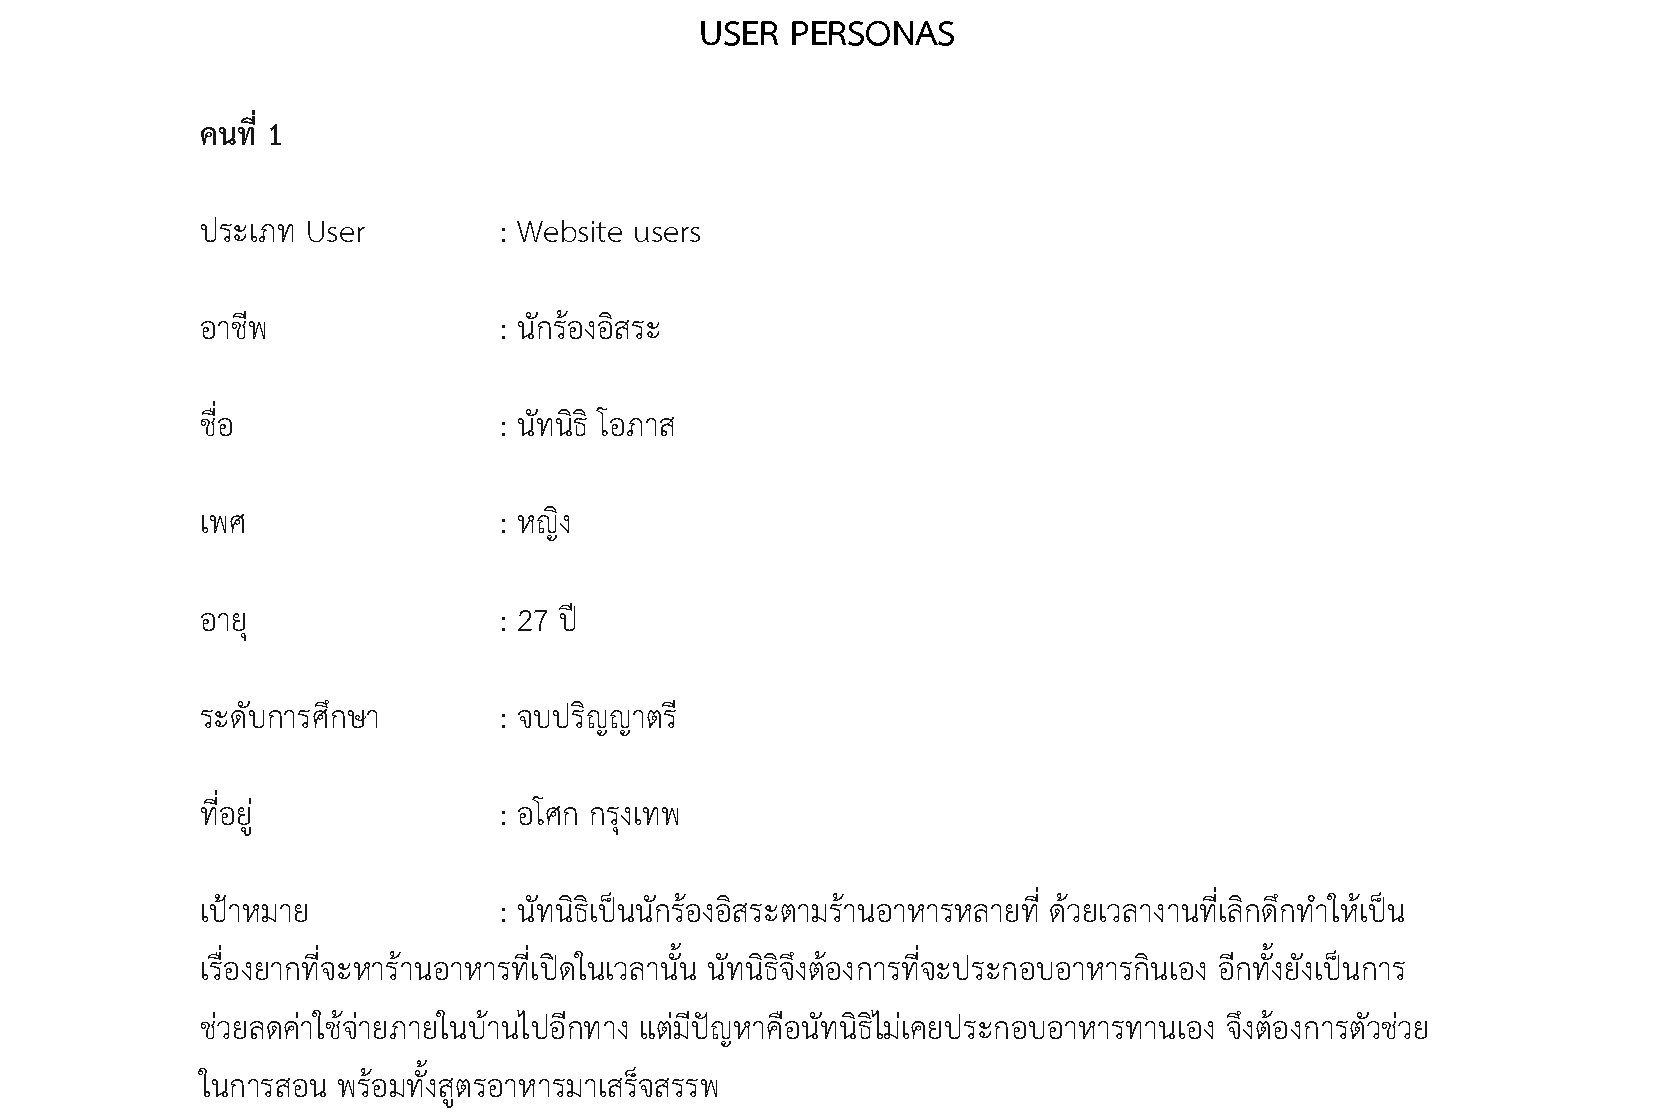 USER PERSONAS
คนที่ 1
ประเภท User : Website users
อาชีพ : นักร้องอิสระ
ชื่อ : นัทนิธิ โอภาส
เพศ : หญิง
อายุ : 27 ปี
ระดับการศึกษา : จบปริญญาตรี
ที่อยู่ : อโศก กรุงเทพ
เป้าหมาย : นัทนิธิเป็นนักร้องอิสระตามร้านอาหารหลายที่ ด้วยเวลางานที่เลิกดึกทำให้เป็น
เรื่องยากที่จะหาร้านอาหารที่เปิดในเวลานั้น นัทนิธิจึงต้องการที่จะประกอบอาหารกินเอง อีกทั้งยังเป็นการ
ช่วยลดค่าใช้จ่ายภายในบ้านไปอีกทาง แต่มีปัญหาคือนัทนิธิไม่เคยประกอบอาหารทานเอง จึงต้องการตัวช่วย
ในการสอน พร้อมทั้งสูตรอาหารมาเสร็จสรรพ